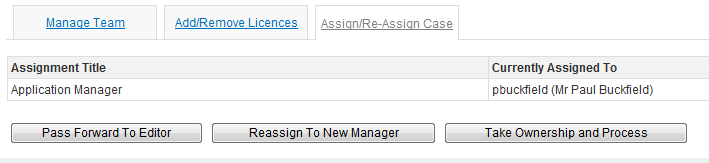 Manage Team Add/Remove Licences Assign/Re-Assign Case
Assignment Title Currently Assigned To
Application Manager pbuckfield (Mr Paul Buckfield)
Pass Forward To Editor Reassign To New Manager Take Ownership and Process